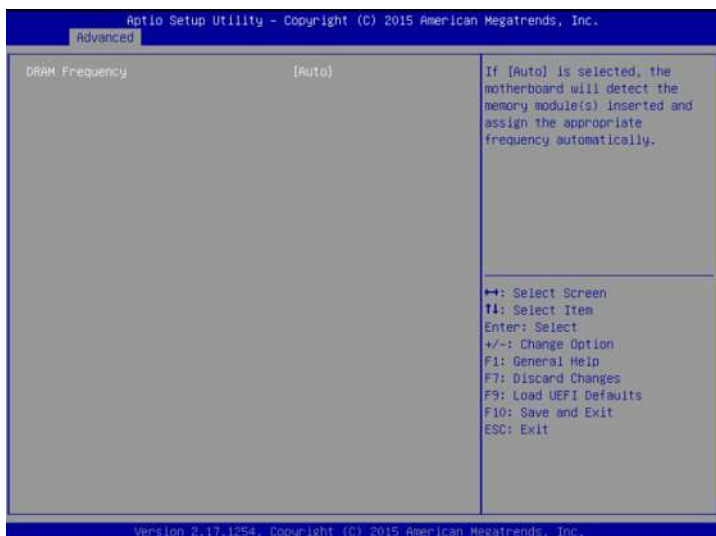 Aptio Setup Utility – Copyright (C) 2015 American Megatrends, Inc.
Advanced
DRAM Frequency [Auto]
If [Auto] is selected, the
motherboard will detect the
memory module(s) inserted and
assign the appropriate
frequency automatically.
↔: Select Screen
↑↓: Select Item
Enter: Select
+/-: Change Option
F1: General Help
F7: Discard Changes
F9: Load UEFI Defaults
F10: Save and Exit
ESC: Exit
Version 2.17.1254. Copyright (C) 2015 American Megatrends, Inc.